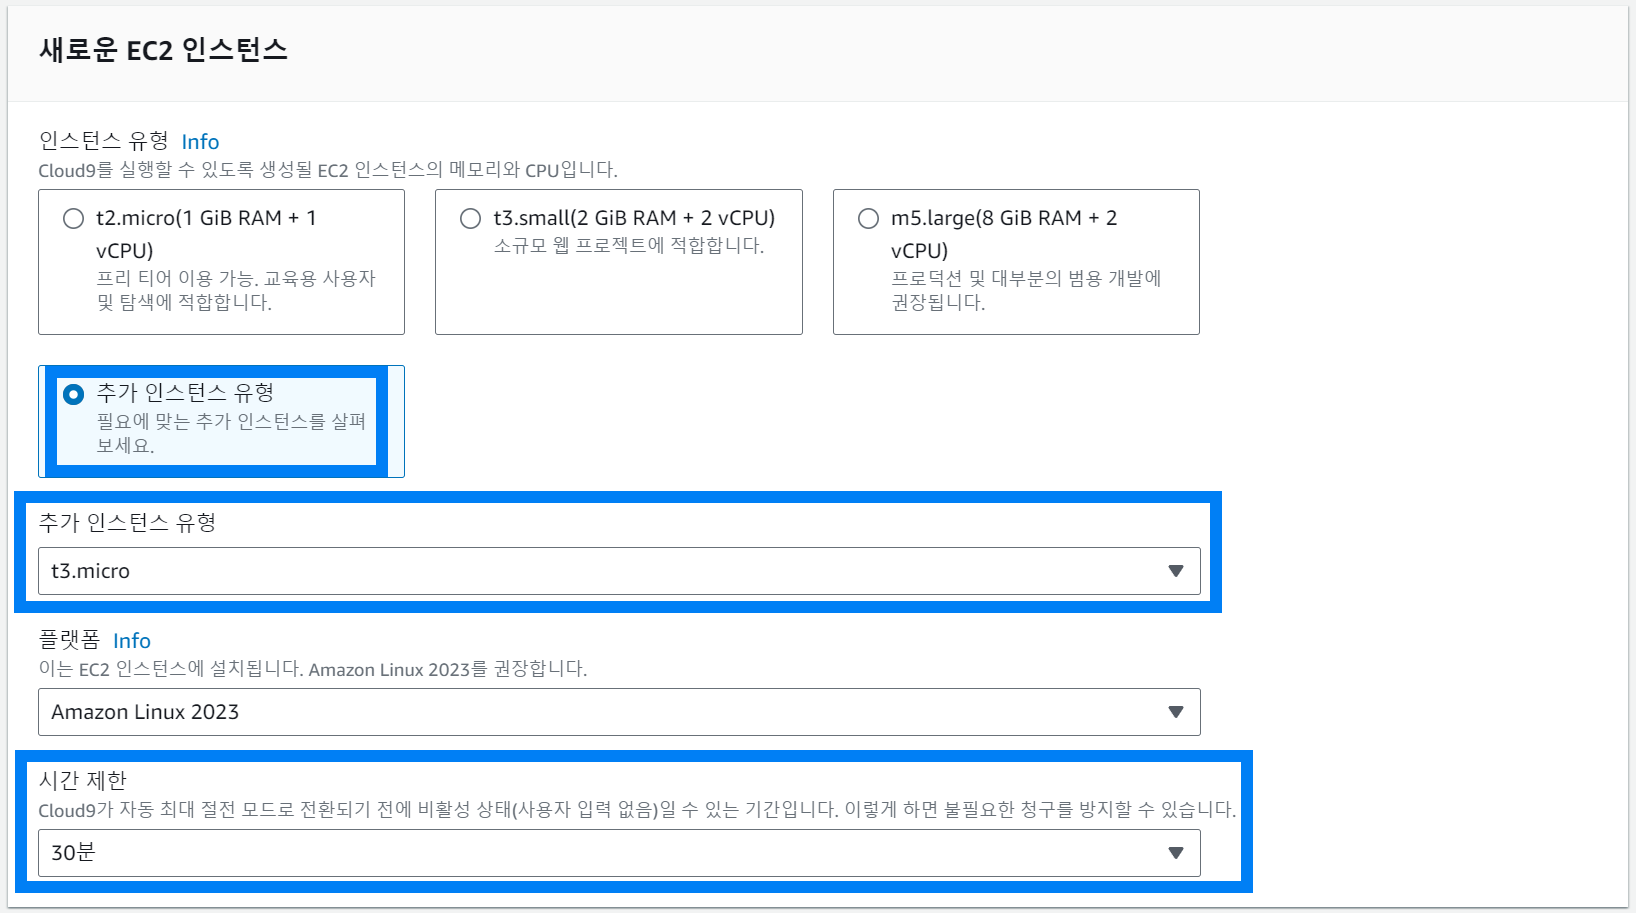 새로운 EC2 인스턴스
인스턴스 유형 Info
Cloud9를 실행할 수 있도록 생성될 EC2 인스턴스의 메모리와 CPU입니다.
t2.micro(1 GiB RAM + 1
vCPU)
프리 티어 이용 가능. 교육용 사용자
및 탐색에 적합합니다.
t3.small(2 GiB RAM + 2 vCPU)
소규모 웹 프로젝트에 적합합니다.
m5.large(8 GiB RAM + 2
vCPU)
프로덕션 및 대부분의 범용 개발에
권장됩니다.
추가 인스턴스 유형
필요에 맞는 추가 인스턴스를 살펴
보세요.
추가 인스턴스 유형
t3.micro
플랫폼 Info
이는 EC2 인스턴스에 설치됩니다. Amazon Linux 2023를 권장합니다.
Amazon Linux 2023
시간 제한
Cloud9가 자동 최대 절전 모드로 전환되기 전에 비활성 상태(사용자 입력 없음)일 수 있는 기간입니다. 이렇게 하면 불필요한 청구를 방지할 수 있습니다.
30분